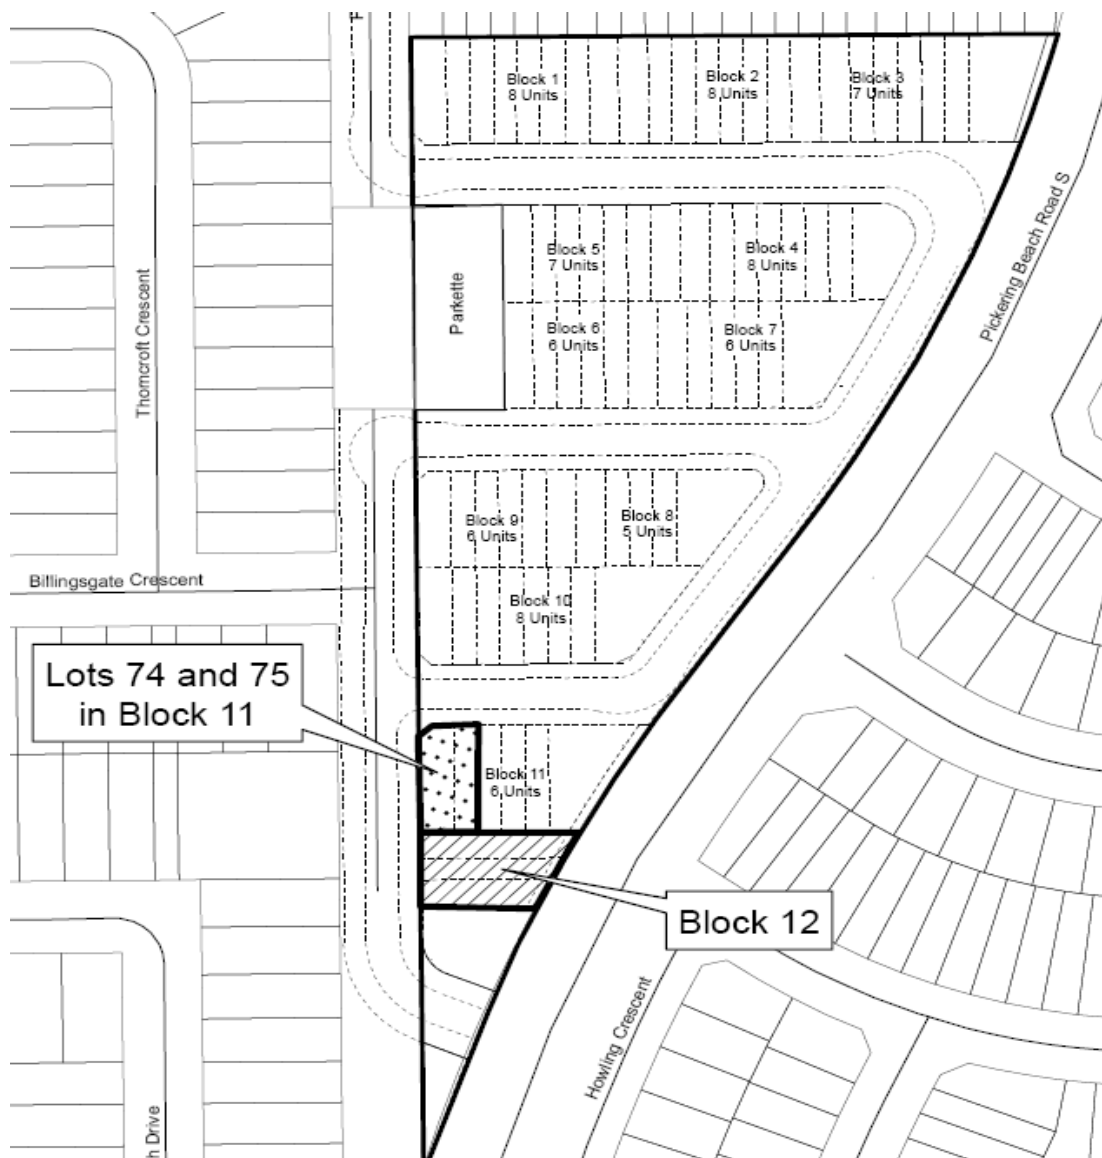 Block 1
8 Units
Block 2
8 Units
Block 3
7 Units
Pickering Beach Road S
Block 5
7 Units
Block 4
8 Units
Thorncroft Crescent
Parkette
Block 6
6 Units
Block 7
6 Units
Block 9
6 Units
Block 8
5 Units
Billingsgate Crescent
Block 10
8 Units
Lots 74 and 75
in Block 11
Block 11
6 Units
Block 12
Howling Crescent
h Drive